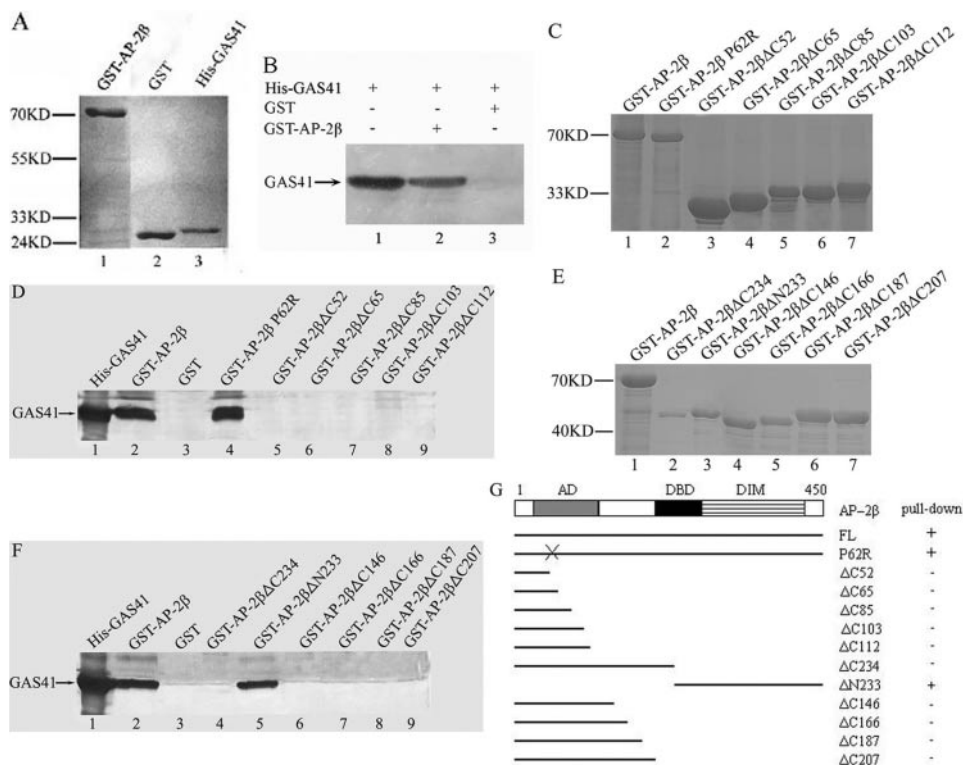 A
GST-AP-2β
GST
His-GAS41
70KD
55KD
33KD
24KD
1 2 3
B
His-GAS41 + + +
GST - - +
GST-AP-2β - + -
GAS41
1 2 3
C
GST-AP-2β
GST-AP-2β P62R
GST-AP-2βΔC52
GST-AP-2βΔC65
GST-AP-2βΔC85
GST-AP-2βΔC103
GST-AP-2βΔC112
70KD
33KD
1 2 3 4 5 6 7
D
His-GAS41
GST-AP-2β
GST
GST-AP-2β P62R
GST-AP-2βΔC52
GST-AP-2βΔC65
GST-AP-2βΔC85
GST-AP-2βΔC103
GST-AP-2βΔC112
GAS41
1 2 3 4 5 6 7 8 9
E
GST-AP-2β
GST-AP-2βΔC234
GST-AP-2βΔN233
GST-AP-2βΔC146
GST-AP-2βΔC166
GST-AP-2βΔC187
GST-AP-2βΔC207
70KD
40KD
1 2 3 4 5 6 7
F
His-GAS41
GST-AP-2β
GST
GST-AP-2βΔC234
GST-AP-2βΔN233
GST-AP-2βΔC146
GST-AP-2βΔC166
GST-AP-2βΔC187
GST-AP-2βΔC207
GAS41
1 2 3 4 5 6 7 8 9
G
1 AD DBD DIM 450
AP-2β pull-down
FL +
P62R +
ΔC52 -
ΔC65 -
ΔC85 -
ΔC103 -
ΔC112 -
ΔC234 -
ΔN233 +
ΔC146 -
ΔC166 -
ΔC187 -
ΔC207 -